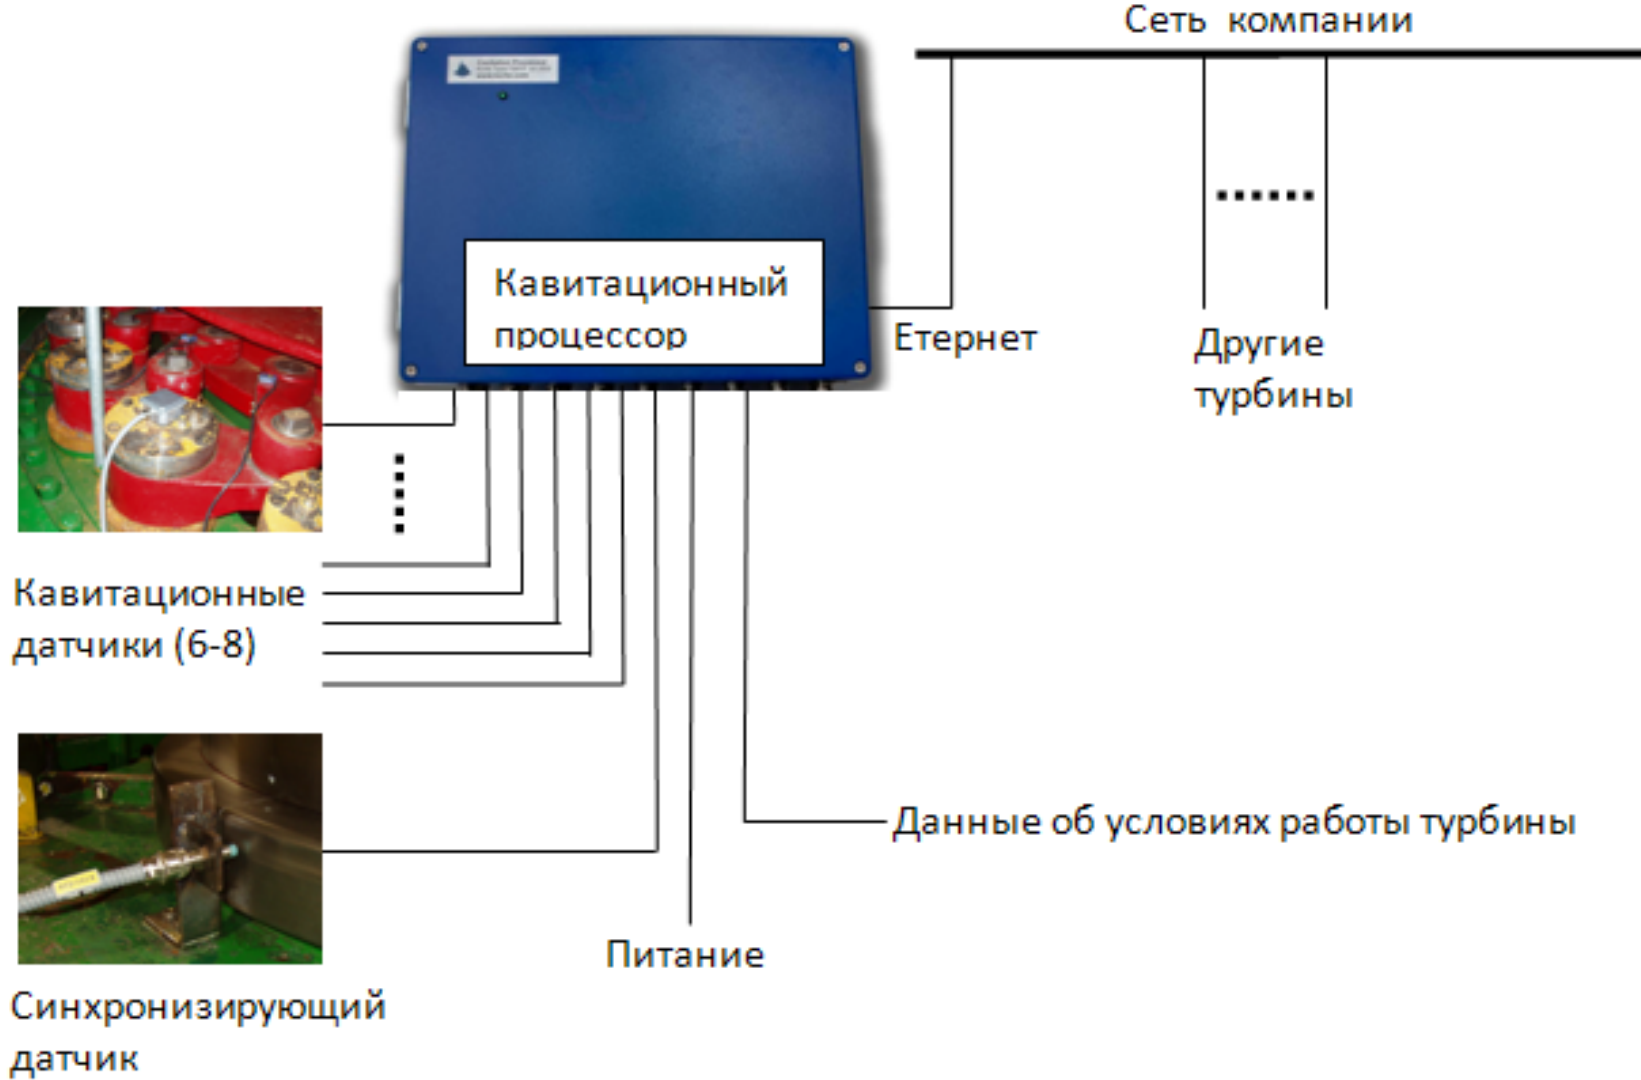 Сеть компании
Кавитационный
процессор
Етернет
Другие
турбины
Кавитационные
датчики (6-8)
Данные об условиях работы турбины
Питание
Синхронизирующий
датчик